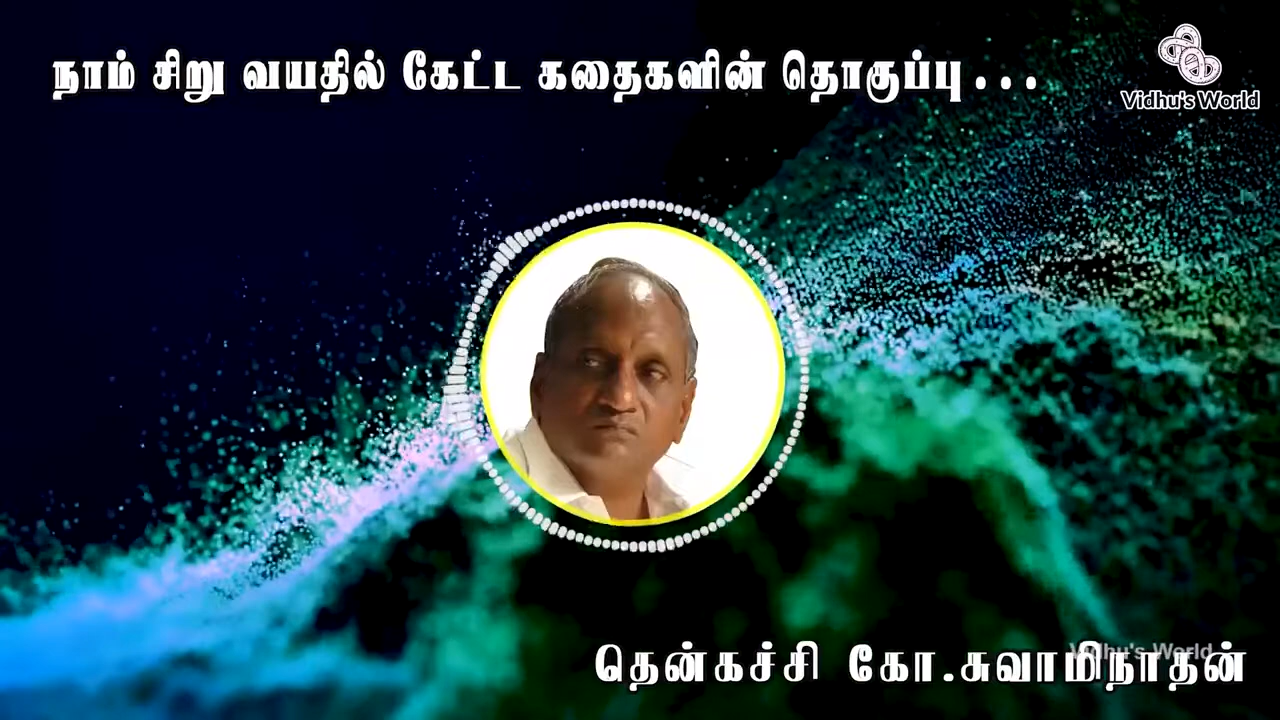 நாம் சிறு வயதில் கேட்ட கதைகளின் தொகுப்பு . . .
Vidhu's World
தென்கச்சி கோ.சுவாமிநாதன்
Vidhu's World